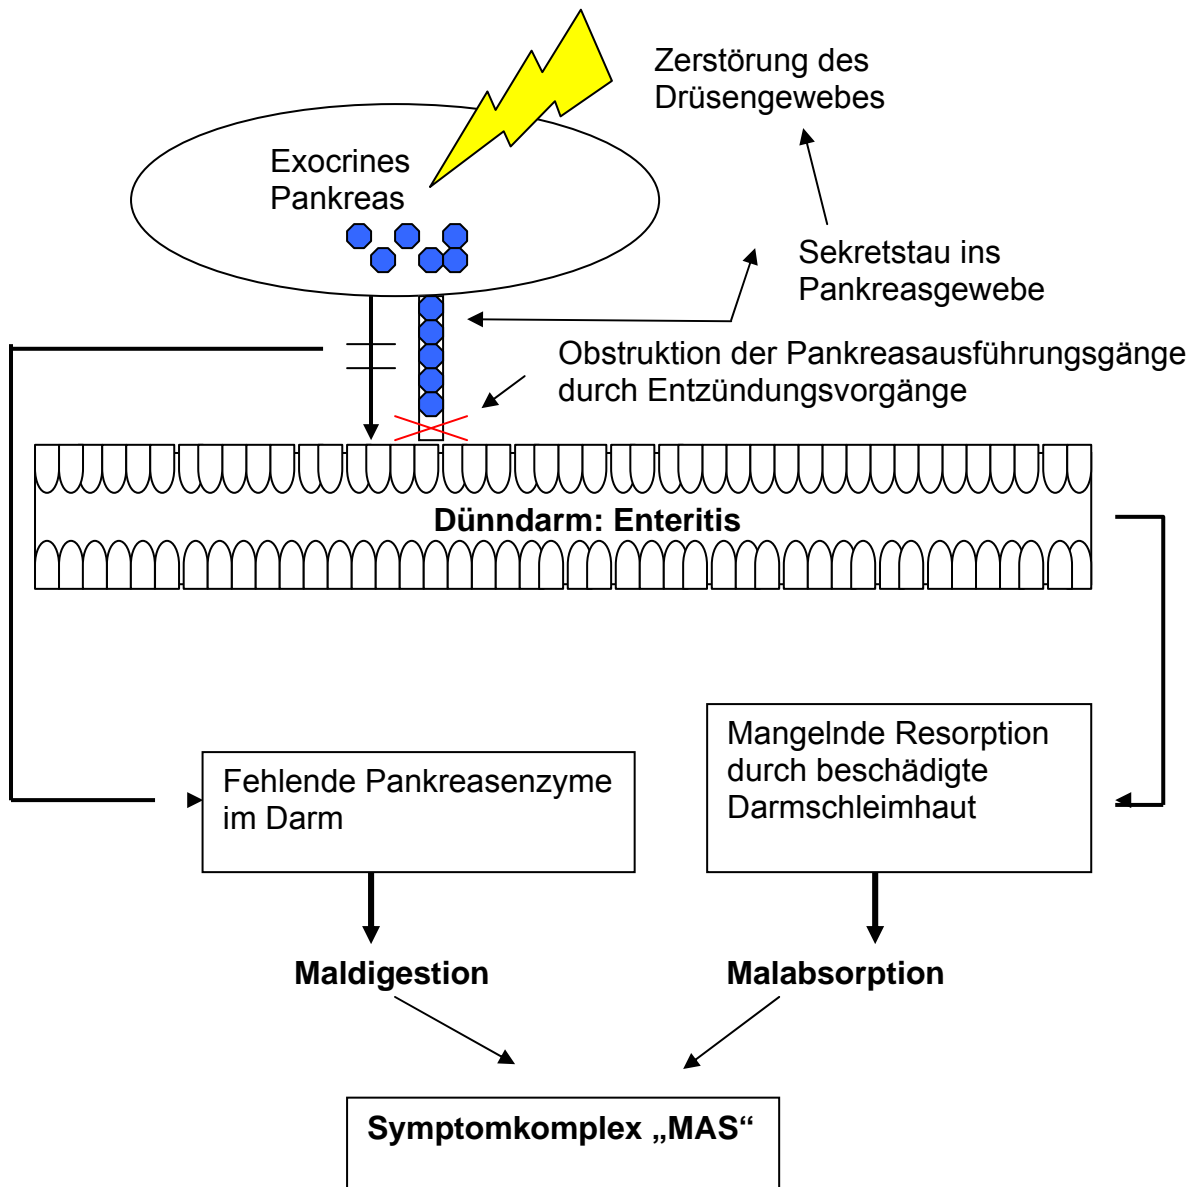 Zerstörung des
Drüsengewebes
Exocrines
Pankreas
Sekretstau ins
Pankreasgewebe
Obstruktion der Pankreasausführungsgänge
durch Entzündungsvorgänge
Dünndarm: Enteritis
Mangelnde Resorption
durch beschädigte
Darmschleimhaut
Fehlende Pankreasenzyme
im Darm
Maldigestion
Malabsorption
Symptomkomplex „MAS“